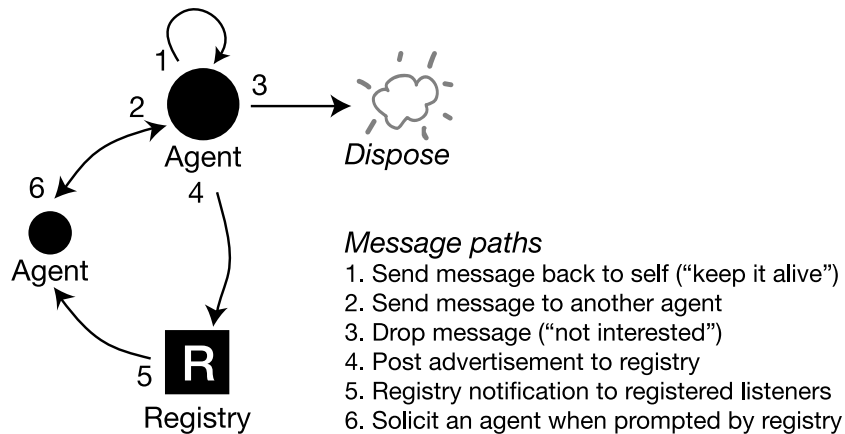 1
3
2
Agent
Dispose
6
4
Agent
5
R
Registry
Message paths
1. Send message back to self (“keep it alive”)
2. Send message to another agent
3. Drop message (“not interested”)
4. Post advertisement to registry
5. Registry notification to registered listeners
6. Solicit an agent when prompted by registry